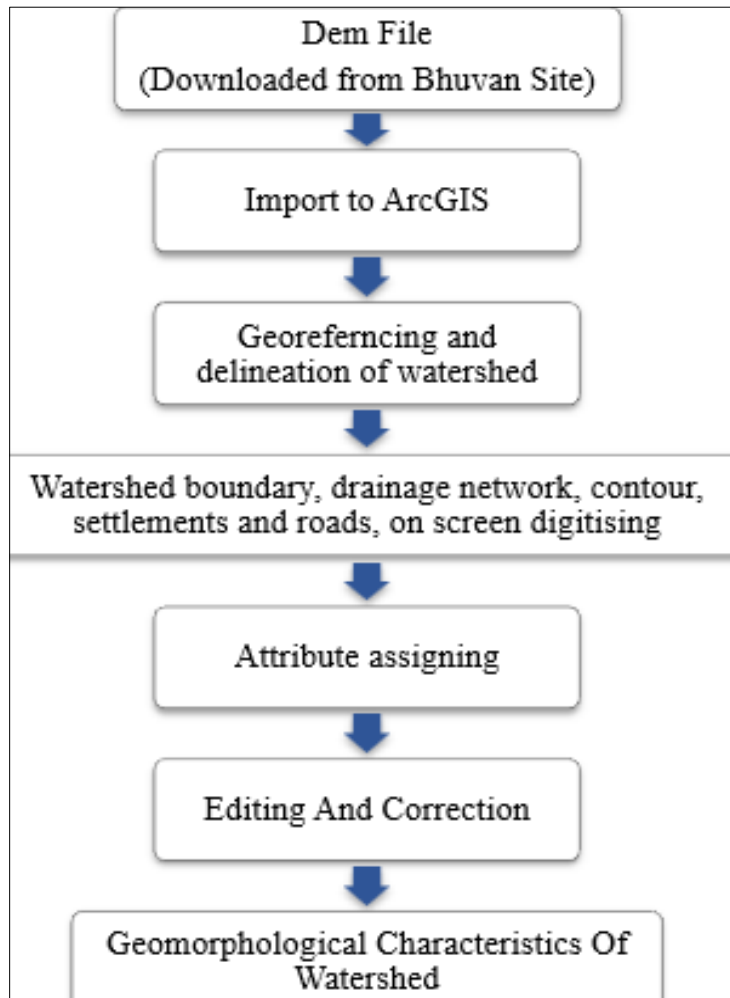 Dem File
(Downloaded from Bhuvan Site)
Import to ArcGIS
Georeferncing and
delineation of watershed
Watershed boundary, drainage network, contour,
settlements and roads, on screen digitising
Attribute assigning
Editing And Correction
Geomorphological Characteristics Of
Watershed